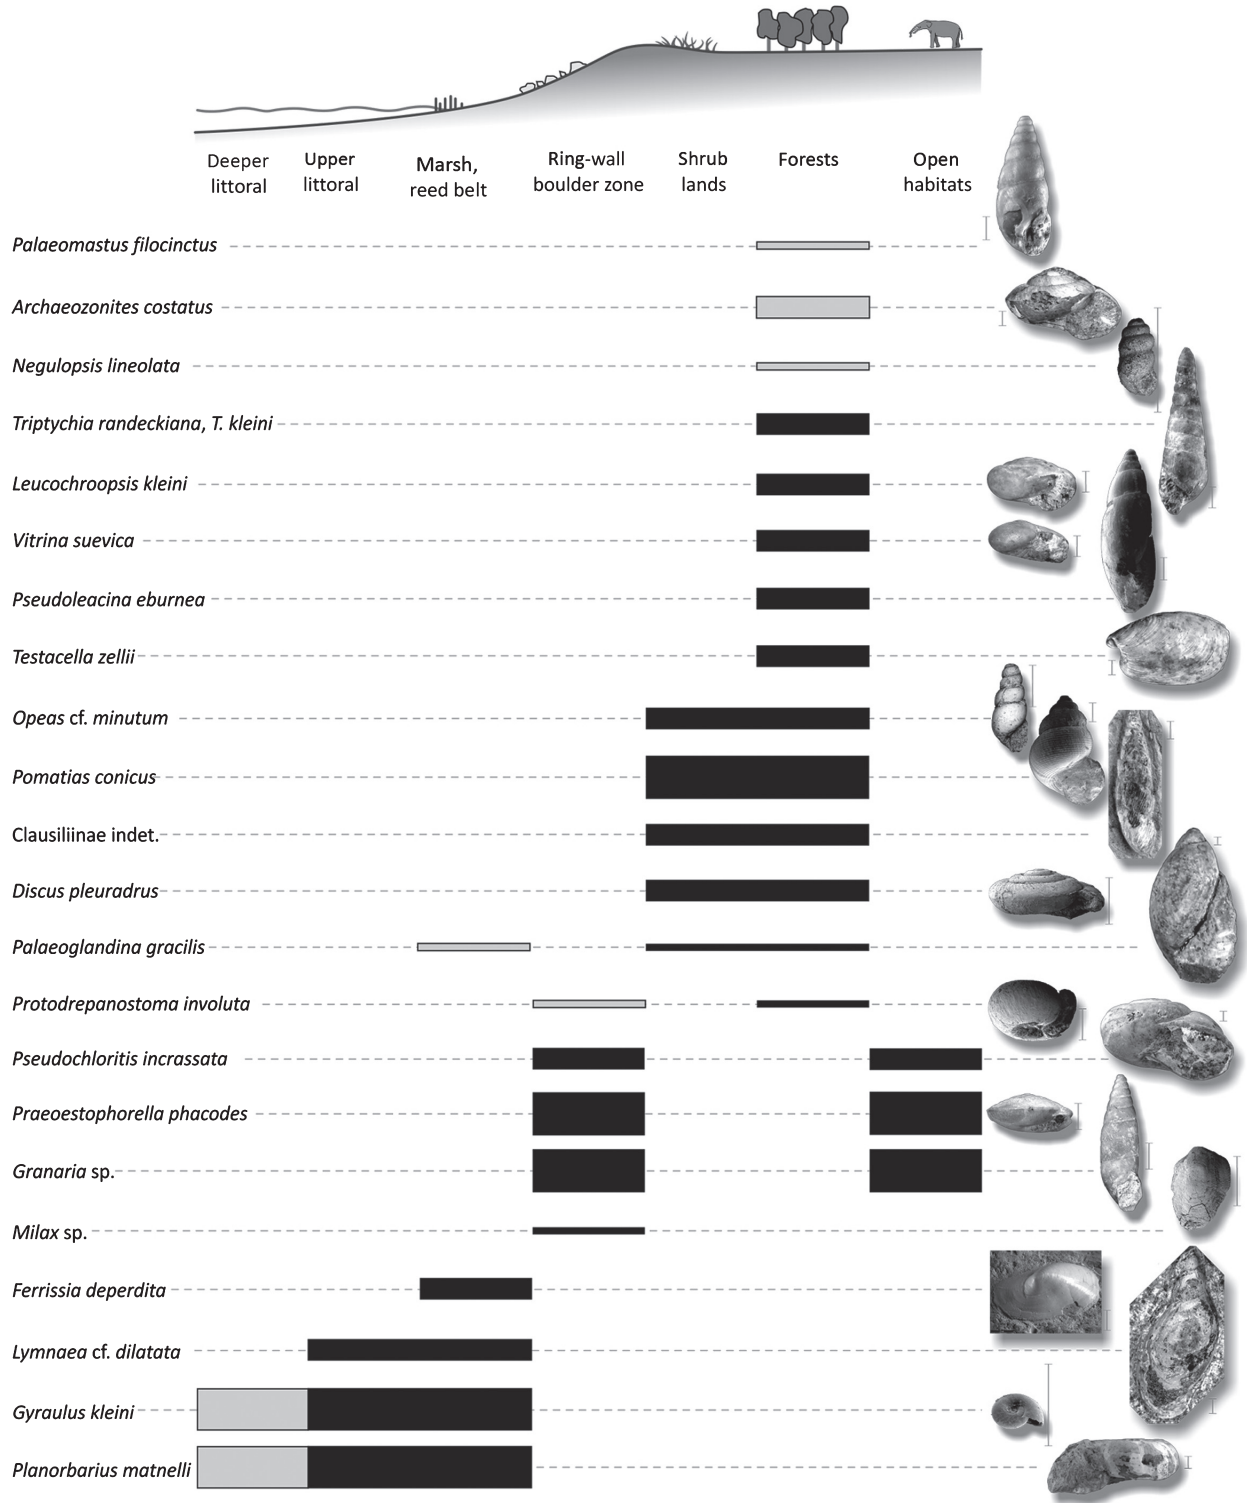 Deeper
littoral
Upper
littoral
Marsh,
reed belt
Ring-wall
boulder zone
Shrub
lands
Forests
Open
habitats
Palaeomastus filocinctus
Archaeozonites costatus
Negulopsis lineolata
Triptychia randeckiana, T. kleini
Leucochroopsis kleini
Vitrina suevica
Pseudoleacina eburnea
Testacella zellii
Opeas cf. minutum
Pomatias conicus
Clausiliinae indet.
Discus pleuradrus
Palaeoglandina gracilis
Protodrepanostoma involuta
Pseudochloritis incrassata
Praeoestophorella phacodes
Granaria sp.
Milax sp.
Ferrissia deperdita
Lymnaea cf. dilatata
Gyraulus kleini
Planorbarius matnelli